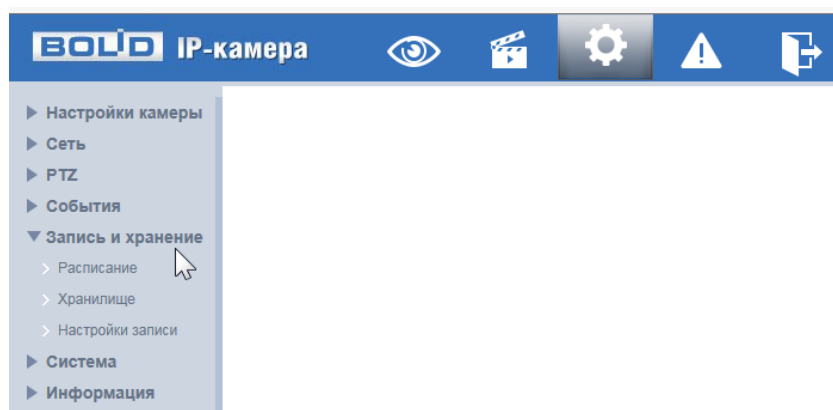 BOLID IP-камера
Настройки камеры
Сеть
PTZ
События
Запись и хранение
Расписание
Хранилище
Настройки записи
Система
Информация